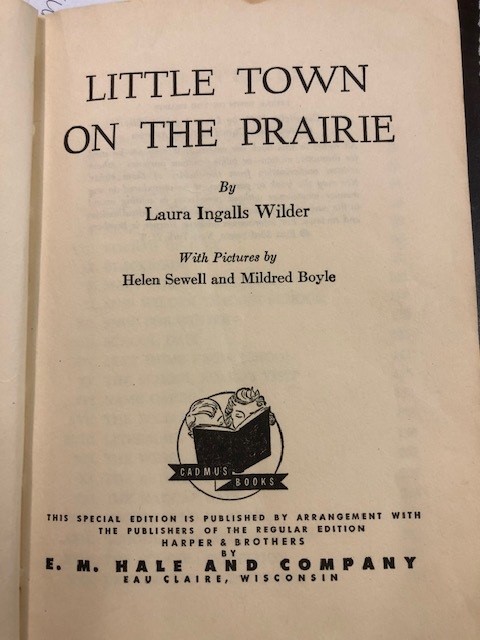 LITTLE TOWN
ON THE PRAIRIE
By
Laura Ingalls Wilder
With Pictures by
Helen Sewell and Mildred Boyle
CADMUS
BOOKS
THIS SPECIAL EDITION IS PUBLISHED BY ARRANGEMENT WITH
THE PUBLISHERS OF THE REGULAR EDITION
HARPER & BROTHERS
BY
E. M. HALE AND COMPANY
EAU CLAIRE, WISCONSIN